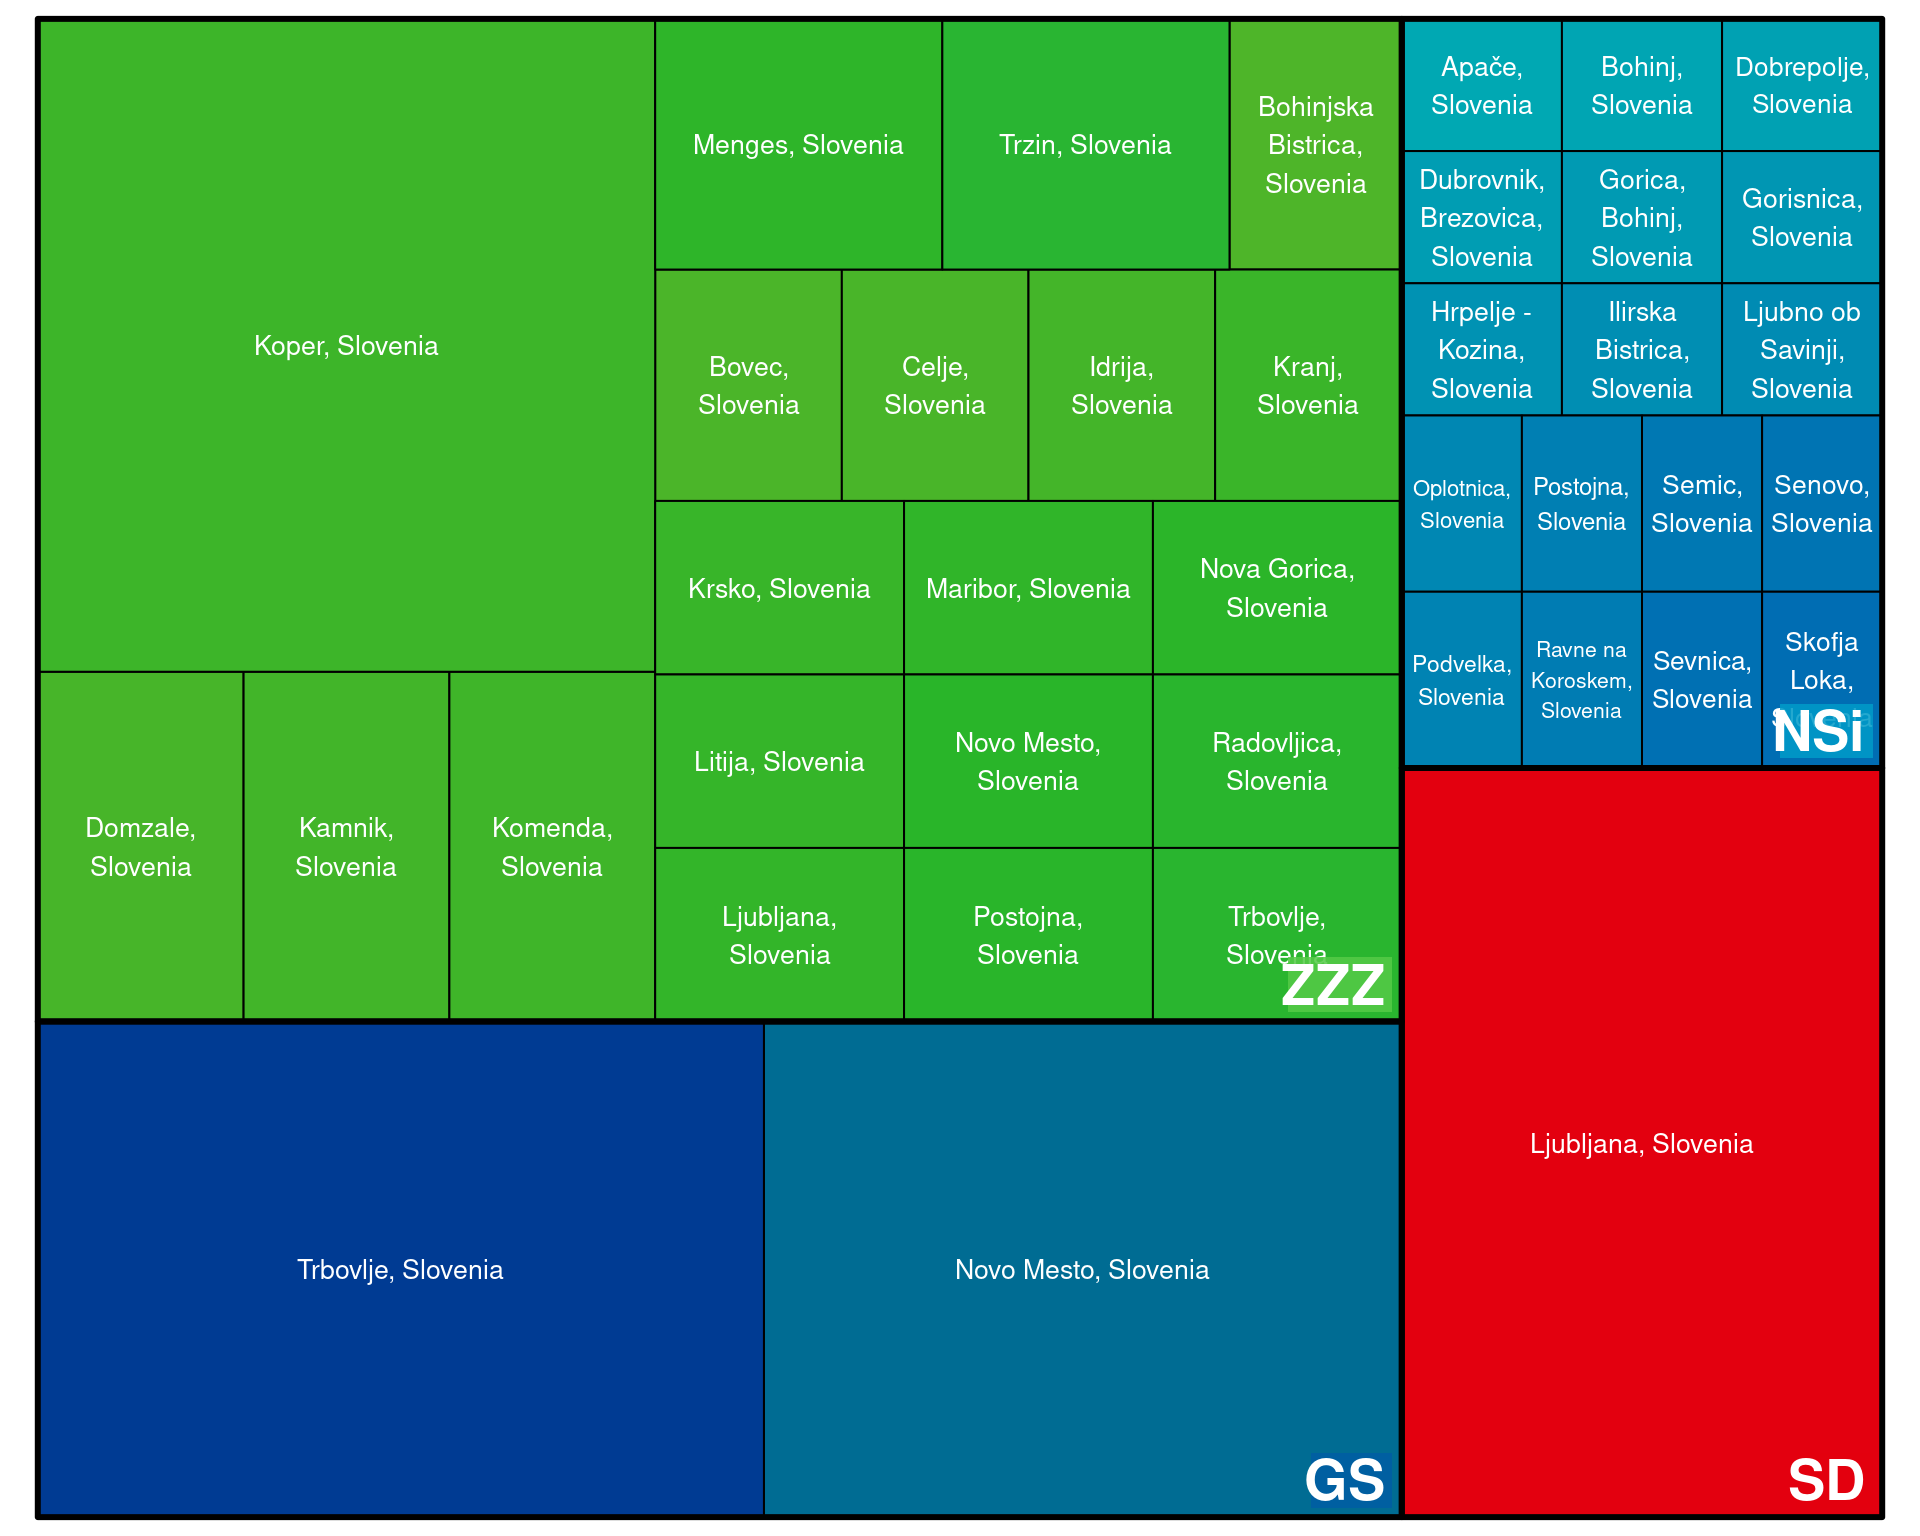 Koper, Slovenia
Menges, Slovenia
Trzin, Slovenia
Bohinjska
Bistrica,
Slovenia
Bovec,
Slovenia
Celje,
Slovenia
Idrija,
Slovenia
Kranj,
Slovenia
Krsko, Slovenia
Maribor, Slovenia
Nova Gorica,
Slovenia
Litija, Slovenia
Novo Mesto,
Slovenia
Radovljica,
Slovenia
Domzale,
Slovenia
Kamnik,
Slovenia
Komenda,
Slovenia
Ljubljana,
Slovenia
Postojna,
Slovenia
Trbovlje,
Slovenia
ZZZ
Apače,
Slovenia
Bohinj,
Slovenia
Dobrepolje,
Slovenia
Dubrovnik,
Brezovica,
Slovenia
Gorica,
Bohinj,
Slovenia
Gorisnica,
Slovenia
Hrpelje -
Kozina,
Slovenia
Ilirska
Bistrica,
Slovenia
Ljubno ob
Savinji,
Slovenia
Oplotnica,
Slovenia
Postojna,
Slovenia
Semic,
Slovenia
Senovo,
Slovenia
Podvelka,
Slovenia
Ravne na
Koroskem,
Slovenia
Sevnica,
Slovenia
Skofja
Loka,
NSi
Trbovlje, Slovenia
Novo Mesto, Slovenia
GS
Ljubljana, Slovenia
SD